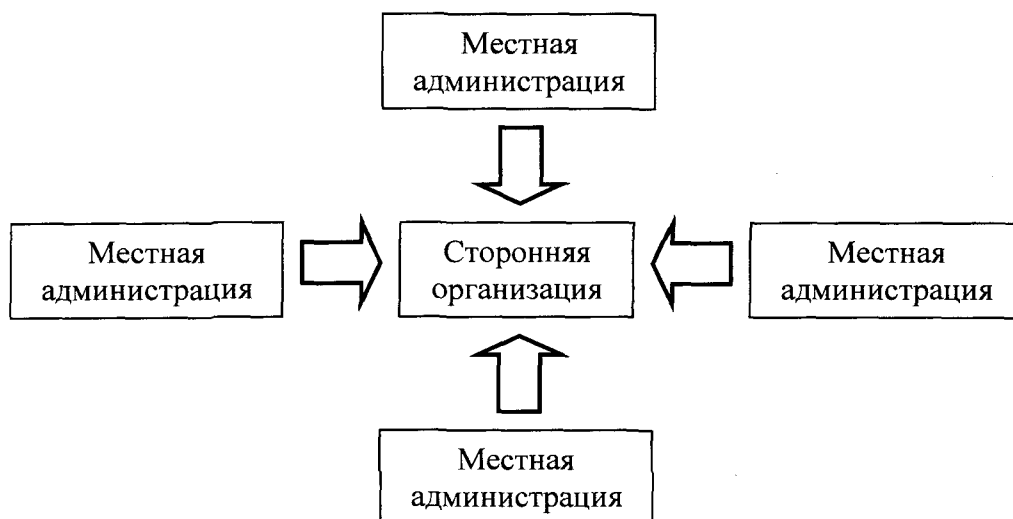 Местная
администрация
Местная
администрация
Сторонняя
организация
Местная
администрация
Местная
администрация